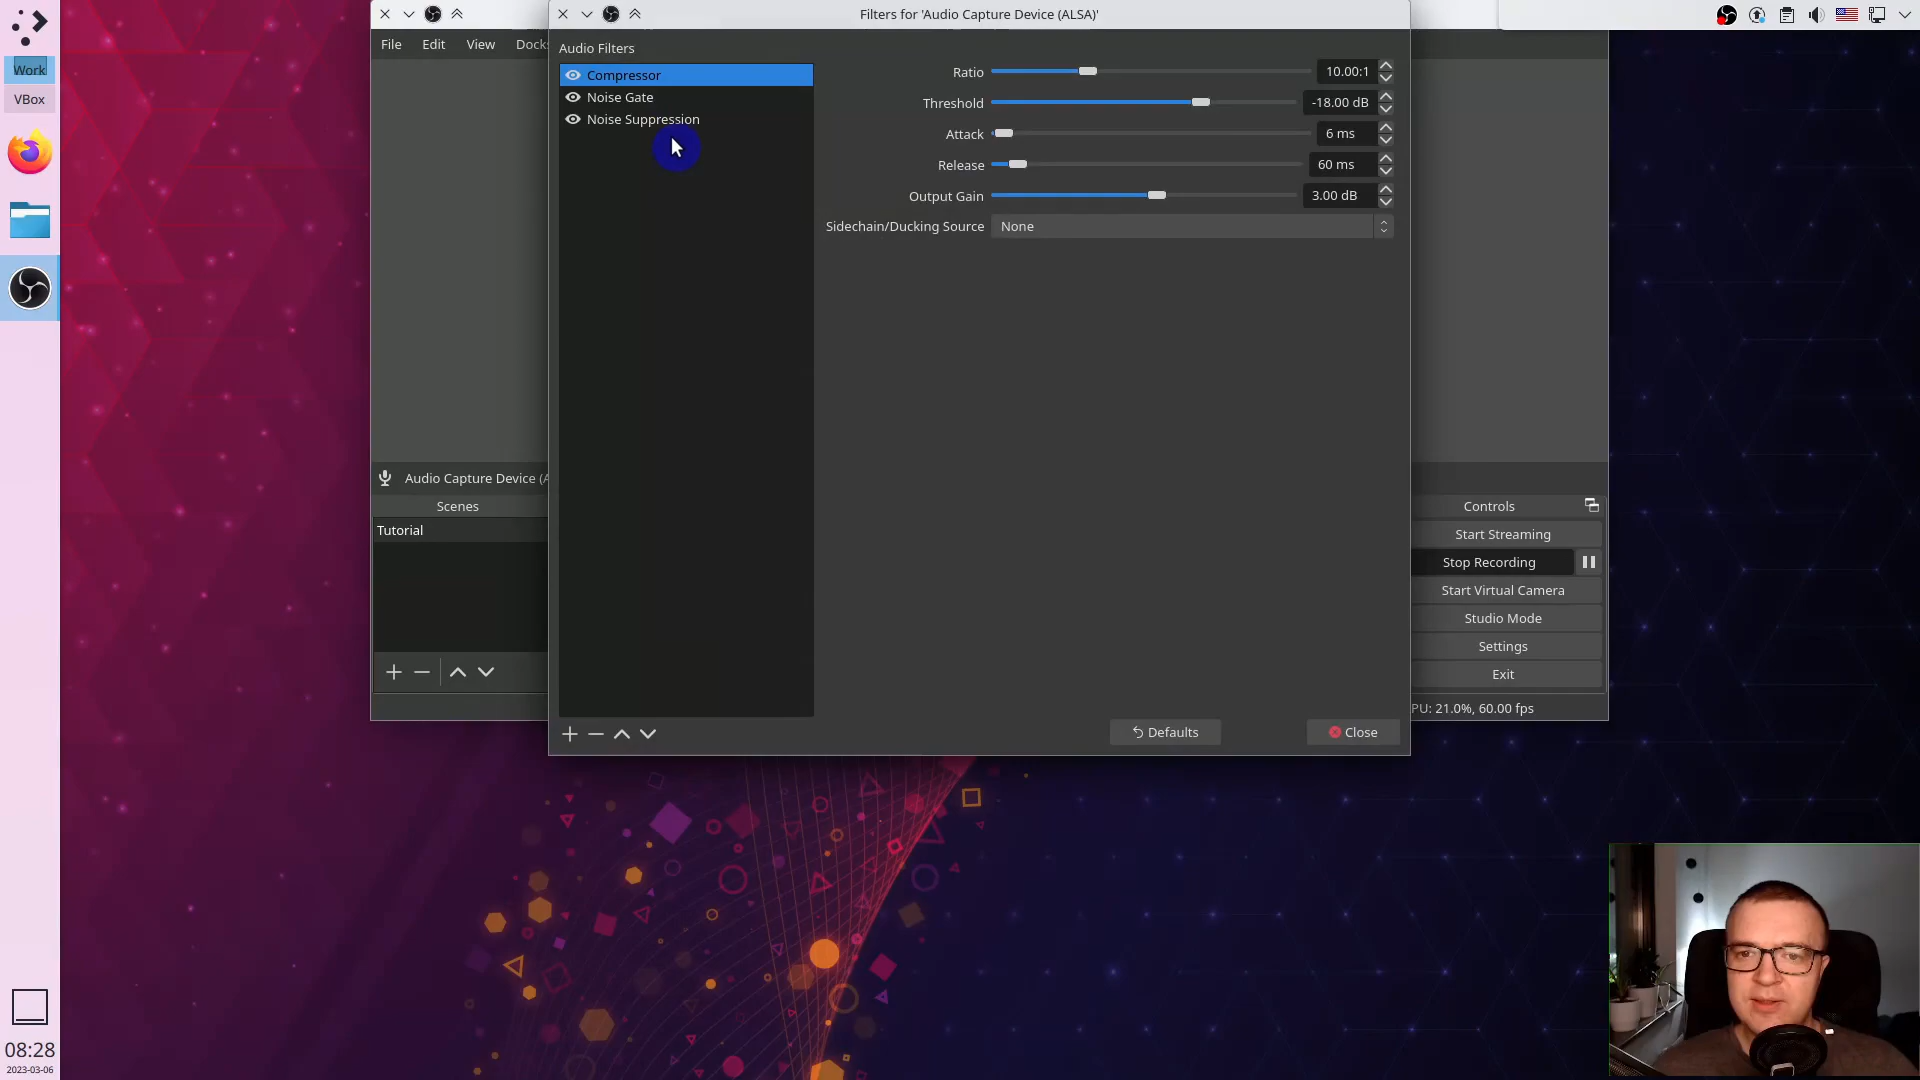 Work
VBox
08:28
2023-03-06
File Edit View Docks
Audio Capture Device (A
Scenes
Tutorial
Filters for 'Audio Capture Device (ALSA)'
Audio Filters
Compressor
Noise Gate
Noise Suppression
Ratio 10.00:1
Threshold -18.00 dB
Attack 6 ms
Release 60 ms
Output Gain 3.00 dB
Sidechain/Ducking Source None
Defaults
Close
Controls
Start Streaming
Stop Recording
Start Virtual Camera
Studio Mode
Settings
Exit
PU: 21.0%, 60.00 fps